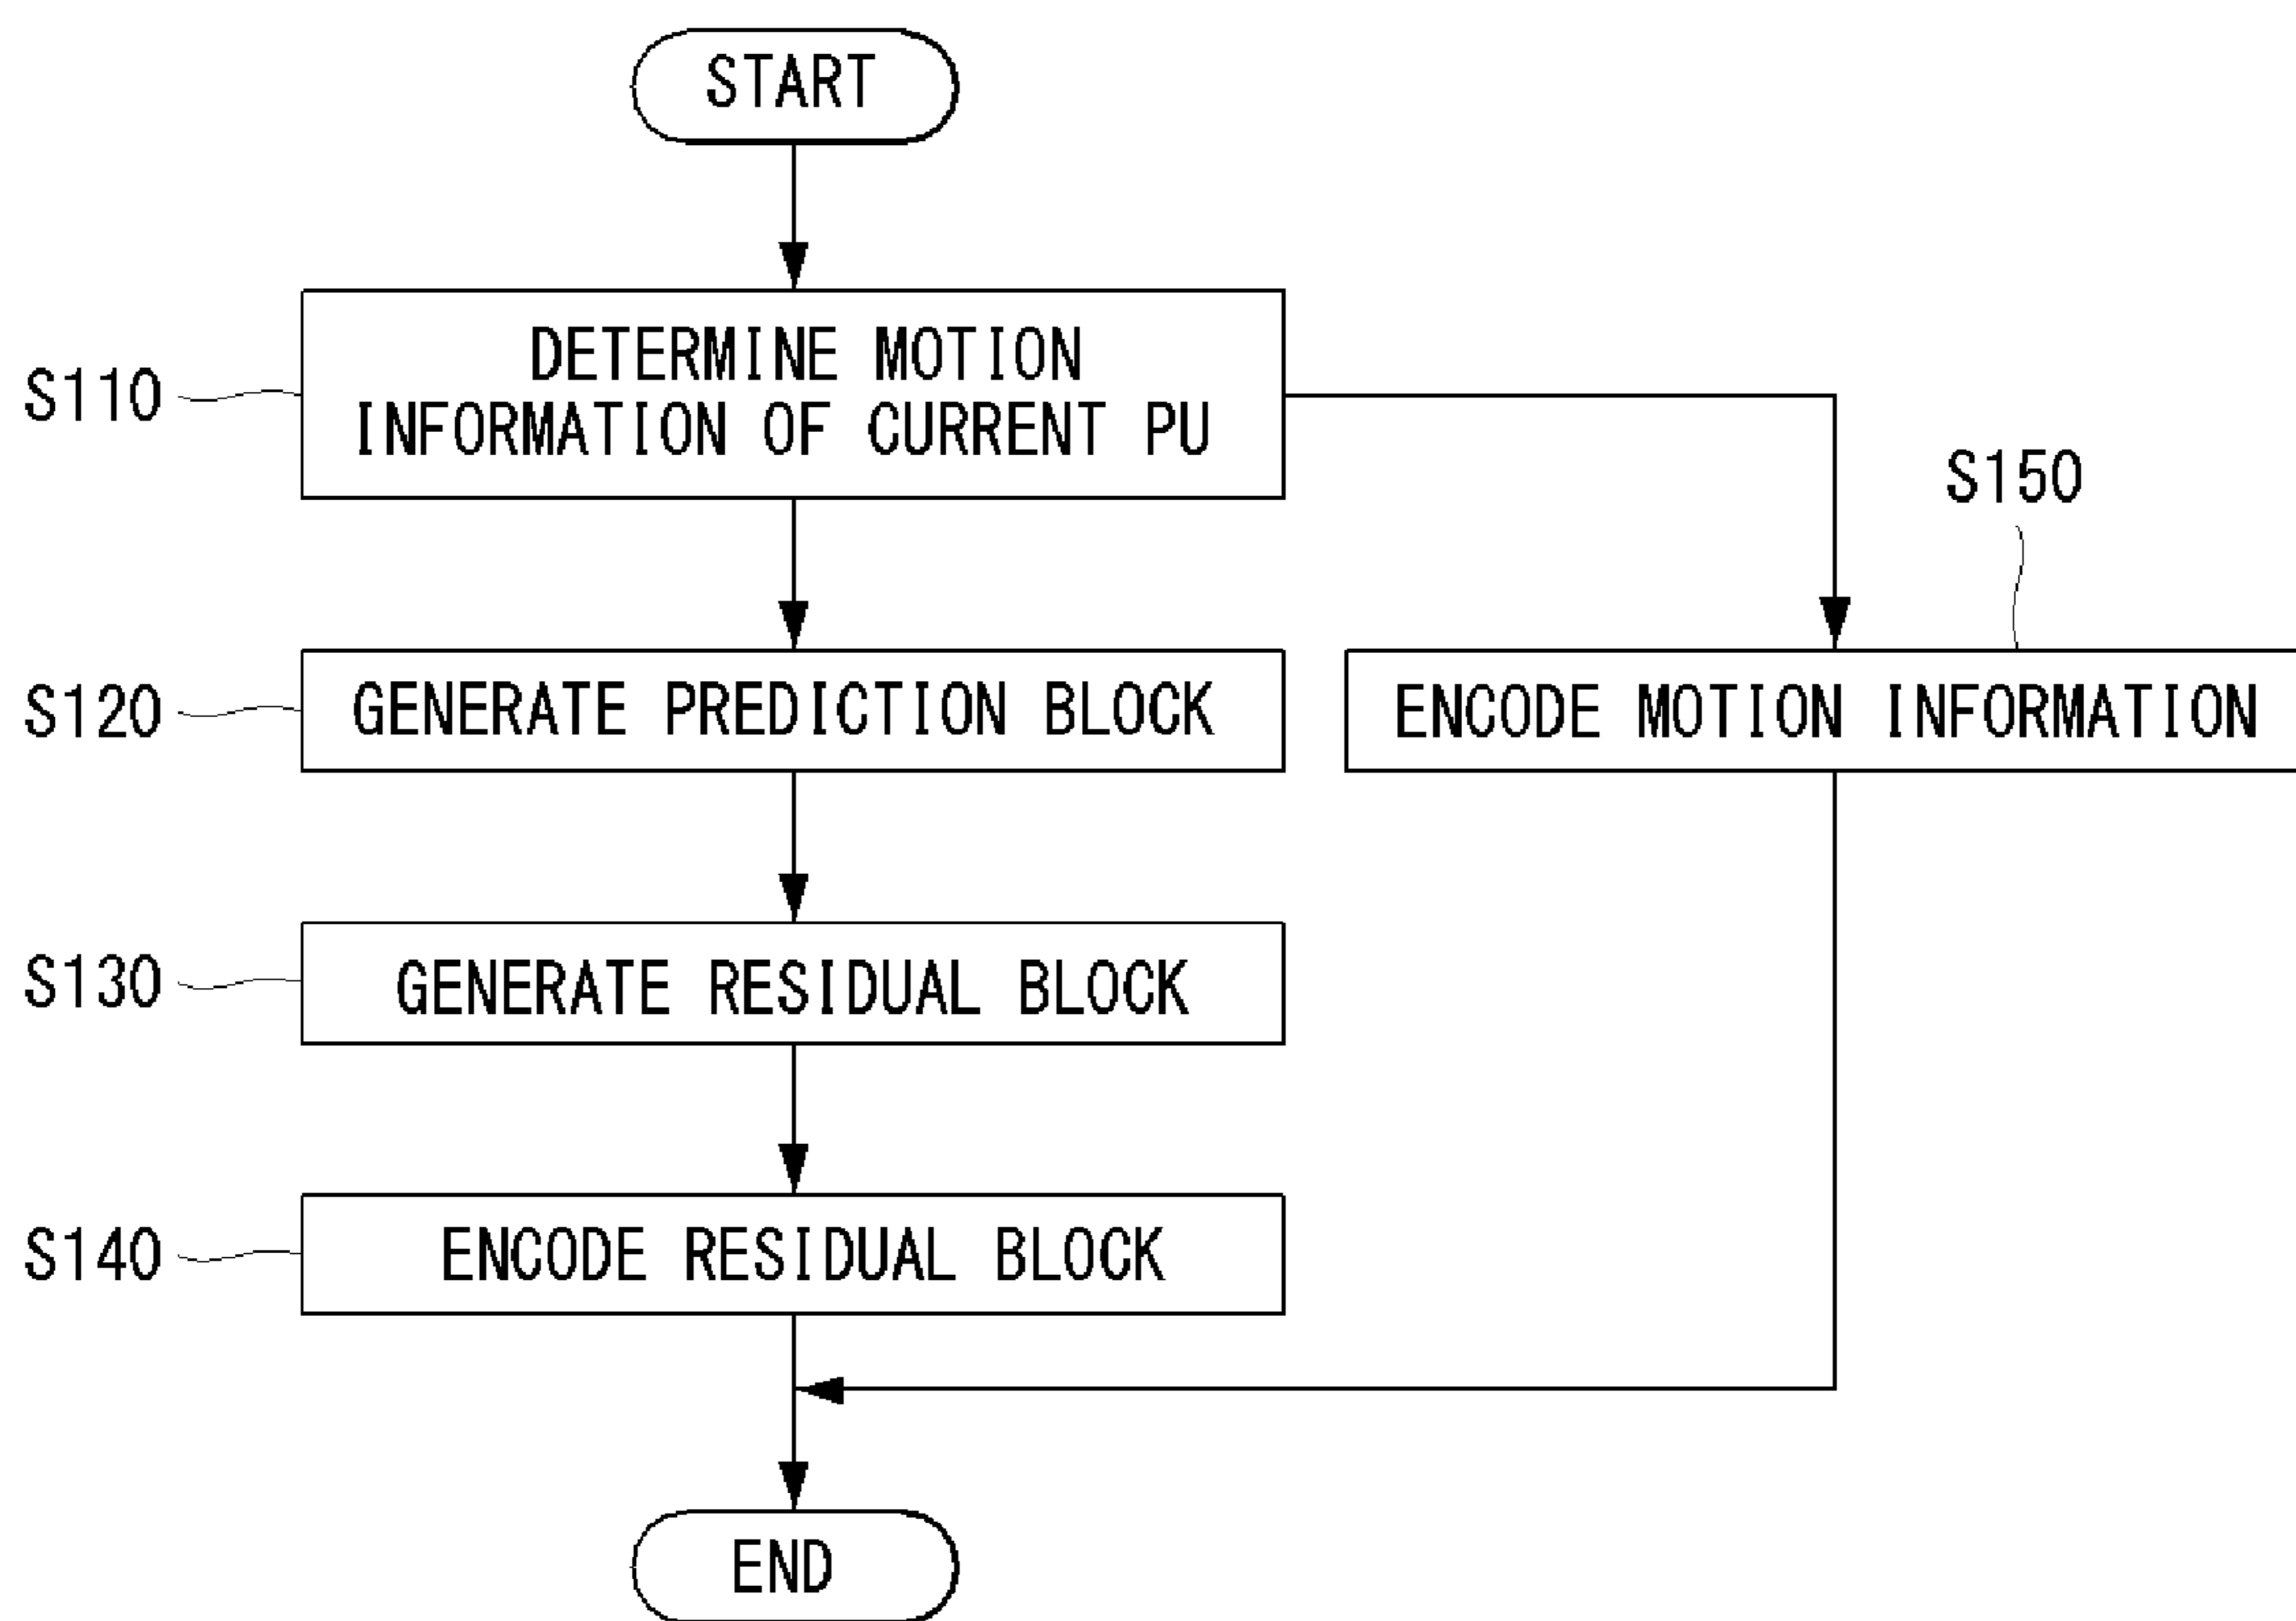 START
S110
DETERMINE MOTION
INFORMATION OF CURRENT PU
S150
S120
GENERATE PREDICTION BLOCK
ENCODE MOTION INFORMATION
S130
GENERATE RESIDUAL BLOCK
S140
ENCODE RESIDUAL BLOCK
END